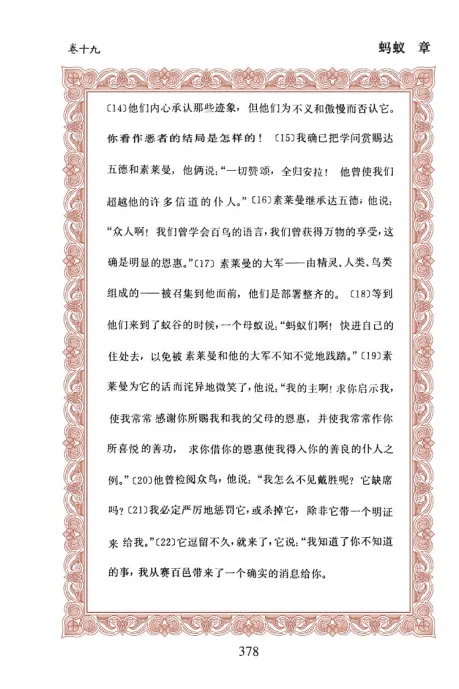 卷十九
蚂蚁 章
〔14〕他们内心承认那些迹象，但他们为不义和傲慢而否认它。
你看作恶者的结局是怎样的！〔15〕我确已把学问赏赐达
五德和素莱曼，他俩说：“一切赞颂，全归安拉！他曾使我们
超越他的许多信道的仆人。”〔16〕素莱曼继承达五德；他说：
“众人啊！我们曾学会百鸟的语言，我们曾获得万物的享受，这
确是明显的恩惠。”〔17〕素莱曼的大军——由精灵、人类、鸟类
组成的——被召集到他面前，他们是部署整齐的。〔18〕等到
他们来到了蚁谷的时候，一个母蚁说：“蚂蚁们啊！快进自己的
住处去，以免被素莱曼和他的大军不知不觉地践踏。”〔19〕素
莱曼为它的话而诧异地微笑了，他说：“我的主啊！求你启示我，
使我常常感谢你所赐我和我的父母的恩惠，并使我常常作你
所喜悦的善功，求你借你的恩惠使我得入你的善良的仆人之
例。”〔20〕他曾检阅众鸟，他说：“我怎么不见戴胜呢？它缺席
吗？〔21〕我必定严厉地惩罚它，或杀掉它，除非它带一个明证
来给我。”〔22〕它逗留不久，就来了，它说：“我知道了你不知道
的事，我从赛百邑带来了一个确实的消息给你。
378